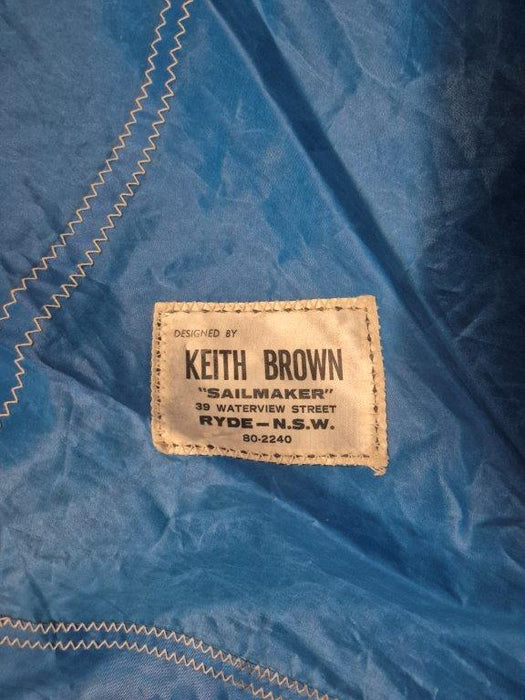 DESIGNED BY
KEITH BROWN
"SAILMAKER"
39 WATERVIEW STREET
RYDE—N.S.W.
80-2240